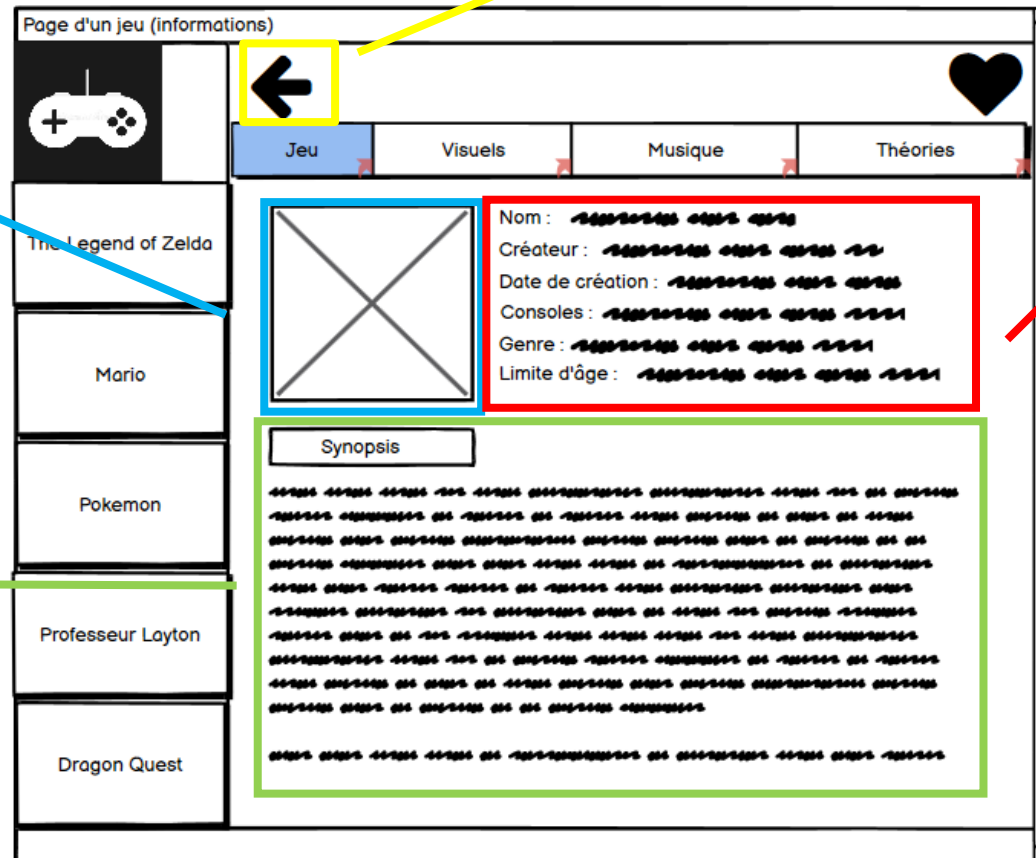 Page d'un jeu (informations)
Jeu
Visuels
Musique
Théories
The Legend of Zelda
Mario
Pokemon
Professeur Layton
Dragon Quest
Nom :
Créateur :
Date de création :
Consoles :
Genre :
Limite d'âge :
Synopsis